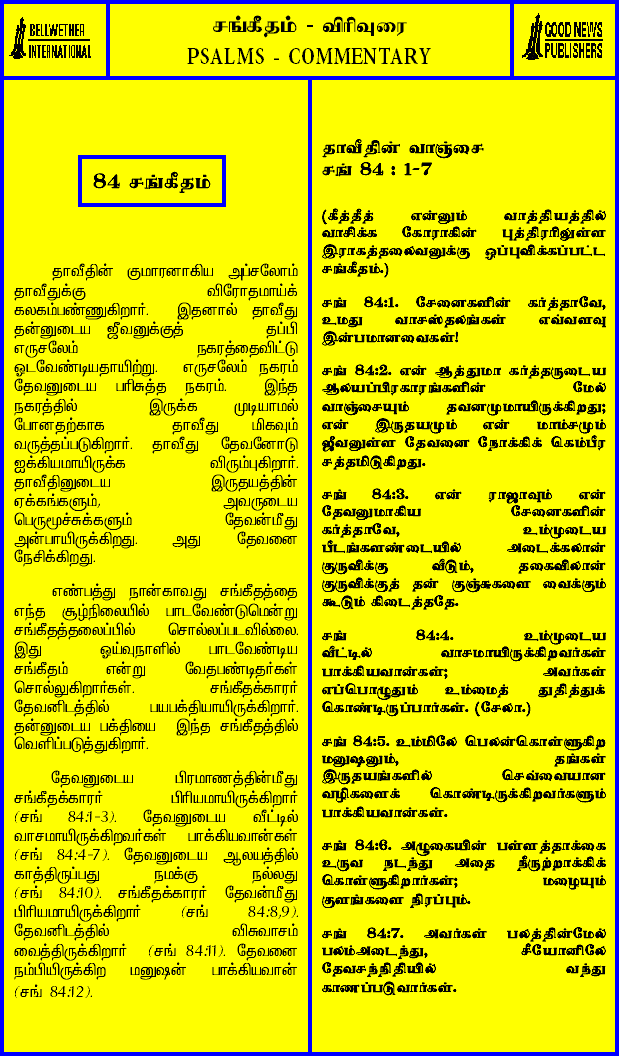 BELLWETHER
INTERNATIONAL
சங்கீதம் - விரிவுரை
PSALMS - COMMENTARY
GOOD NEWS
PUBLISHERS
84 சங்கீதம்
தாவீதின் குமாரனாகிய அப்சலோம்
தாவீதுக்கு விரோதமாய்க்
கலகம்பண்ணுகிறார். இதனால் தாவீது
தன்னுடைய ஜீவனுக்குத் தப்பி
எருசலேம் நகரத்தைவிட்டு
ஓடவேண்டியதாயிற்று. எருசலேம் நகரம்
தேவனுடைய பரிசுத்த நகரம். இந்த
நகரத்தில் இருக்க முடியாமல்
போனதற்காக தாவீது மிகவும்
வருத்தப்படுகிறார். தாவீது தேவனோடு
ஐக்கியமாயிருக்க விரும்புகிறார்.
தாவீதினுடைய இருதயத்தின்
ஏக்கங்களும், அவருடைய
பெருமூச்சுக்களும் தேவன்மீது
அன்பாயிருக்கிறது. அது தேவனை
நேசிக்கிறது.
எண்பத்து நான்காவது சங்கீதத்தை
எந்த சூழ்நிலையில் பாடவேண்டுமென்று
சங்கீதத்தலைப்பில் சொல்லப்படவில்லை.
இது ஓய்வுநாளில் பாடவேண்டிய
சங்கீதம் என்று வேதபண்டிதர்கள்
சொல்லுகிறார்கள். சங்கீதக்காரர்
தேவனிடத்தில் பயபக்தியாயிருக்கிறார்.
தன்னுடைய பக்தியை இந்த சங்கீதத்தில்
வெளிப்படுத்துகிறார்.
தேவனுடைய பிரமாணத்தின்மீது
சங்கீதக்காரர் பிரியமாயிருக்கிறார்
(சங் 84:1-3). தேவனுடைய வீட்டில்
வாசமாயிருக்கிறவர்கள் பாக்கியவான்கள்
(சங் 84:4-7). தேவனுடைய ஆலயத்தில்
காத்திருப்பது நமக்கு நல்லது
(சங் 84:10). சங்கீதக்காரர் தேவன்மீது
பிரியமாயிருக்கிறார் (சங் 84:8,9).
தேவனிடத்தில் விசுவாசம்
வைத்திருக்கிறார் (சங் 84:11). தேவனை
நம்பியிருக்கிற மனுஷன் பாக்கியவான்
(சங் 84:12).
தாவீதின் வாஞ்சை
சங் 84 : 1-7
(கீத்தீத் என்னும் வாத்தியத்தில்
வாசிக்க கோராகின் புத்திரரிலுள்ள
இராகத்தலைவனுக்கு ஒப்புவிக்கப்பட்ட
சங்கீதம்.)
சங் 84:1. சேனைகளின் கர்த்தாவே,
உமது வாசஸ்தலங்கள் எவ்வளவு
இன்பமானவைகள்!
சங் 84:2. என் ஆத்துமா கர்த்தருடைய
ஆலயப்பிரகாரங்களின் மேல்
வாஞ்சையும் தவனமுமாயிருக்கிறது;
என் இருதயமும் என் மாம்சமும்
ஜீவனுள்ள தேவனை நோக்கிக் கெம்பீர
சத்தமிடுகிறது.
சங் 84:3. என் ராஜாவும் என்
தேவனுமாகிய சேனைகளின்
கர்த்தாவே, உம்முடைய
பீடங்களண்டையில் அடைக்கலான்
குருவிக்கு வீடும், தகைவிலான்
குருவிக்குத் தன் குஞ்சுகளை வைக்கும்
கூடும் கிடைத்ததே.
சங் 84:4. உம்முடைய
வீட்டில் வாசமாயிருக்கிறவர்கள்
பாக்கியவான்கள்; அவர்கள்
எப்பொழுதும் உம்மைத் துதித்துக்
கொண்டிருப்பார்கள். (சேலா.)
சங் 84:5. உம்மிலே பெலன்கொள்ளுகிற
மனுஷனும், தங்கள்
இருதயங்களில் செவ்வையான
வழிகளைக் கொண்டிருக்கிறவர்களும்
பாக்கியவான்கள்.
சங் 84:6. அழுகையின் பள்ளத்தாக்கை
உருவ நடந்து அதை நீருற்றாக்கிக்
கொள்ளுகிறார்கள்; மழையும்
குளங்களை நிரப்பும்.
சங் 84:7. அவர்கள் பலத்தின்மேல்
பலம்அடைந்து, சீயோனிலே
தேவசந்நிதியில் வந்து
காணப்படுவார்கள்.